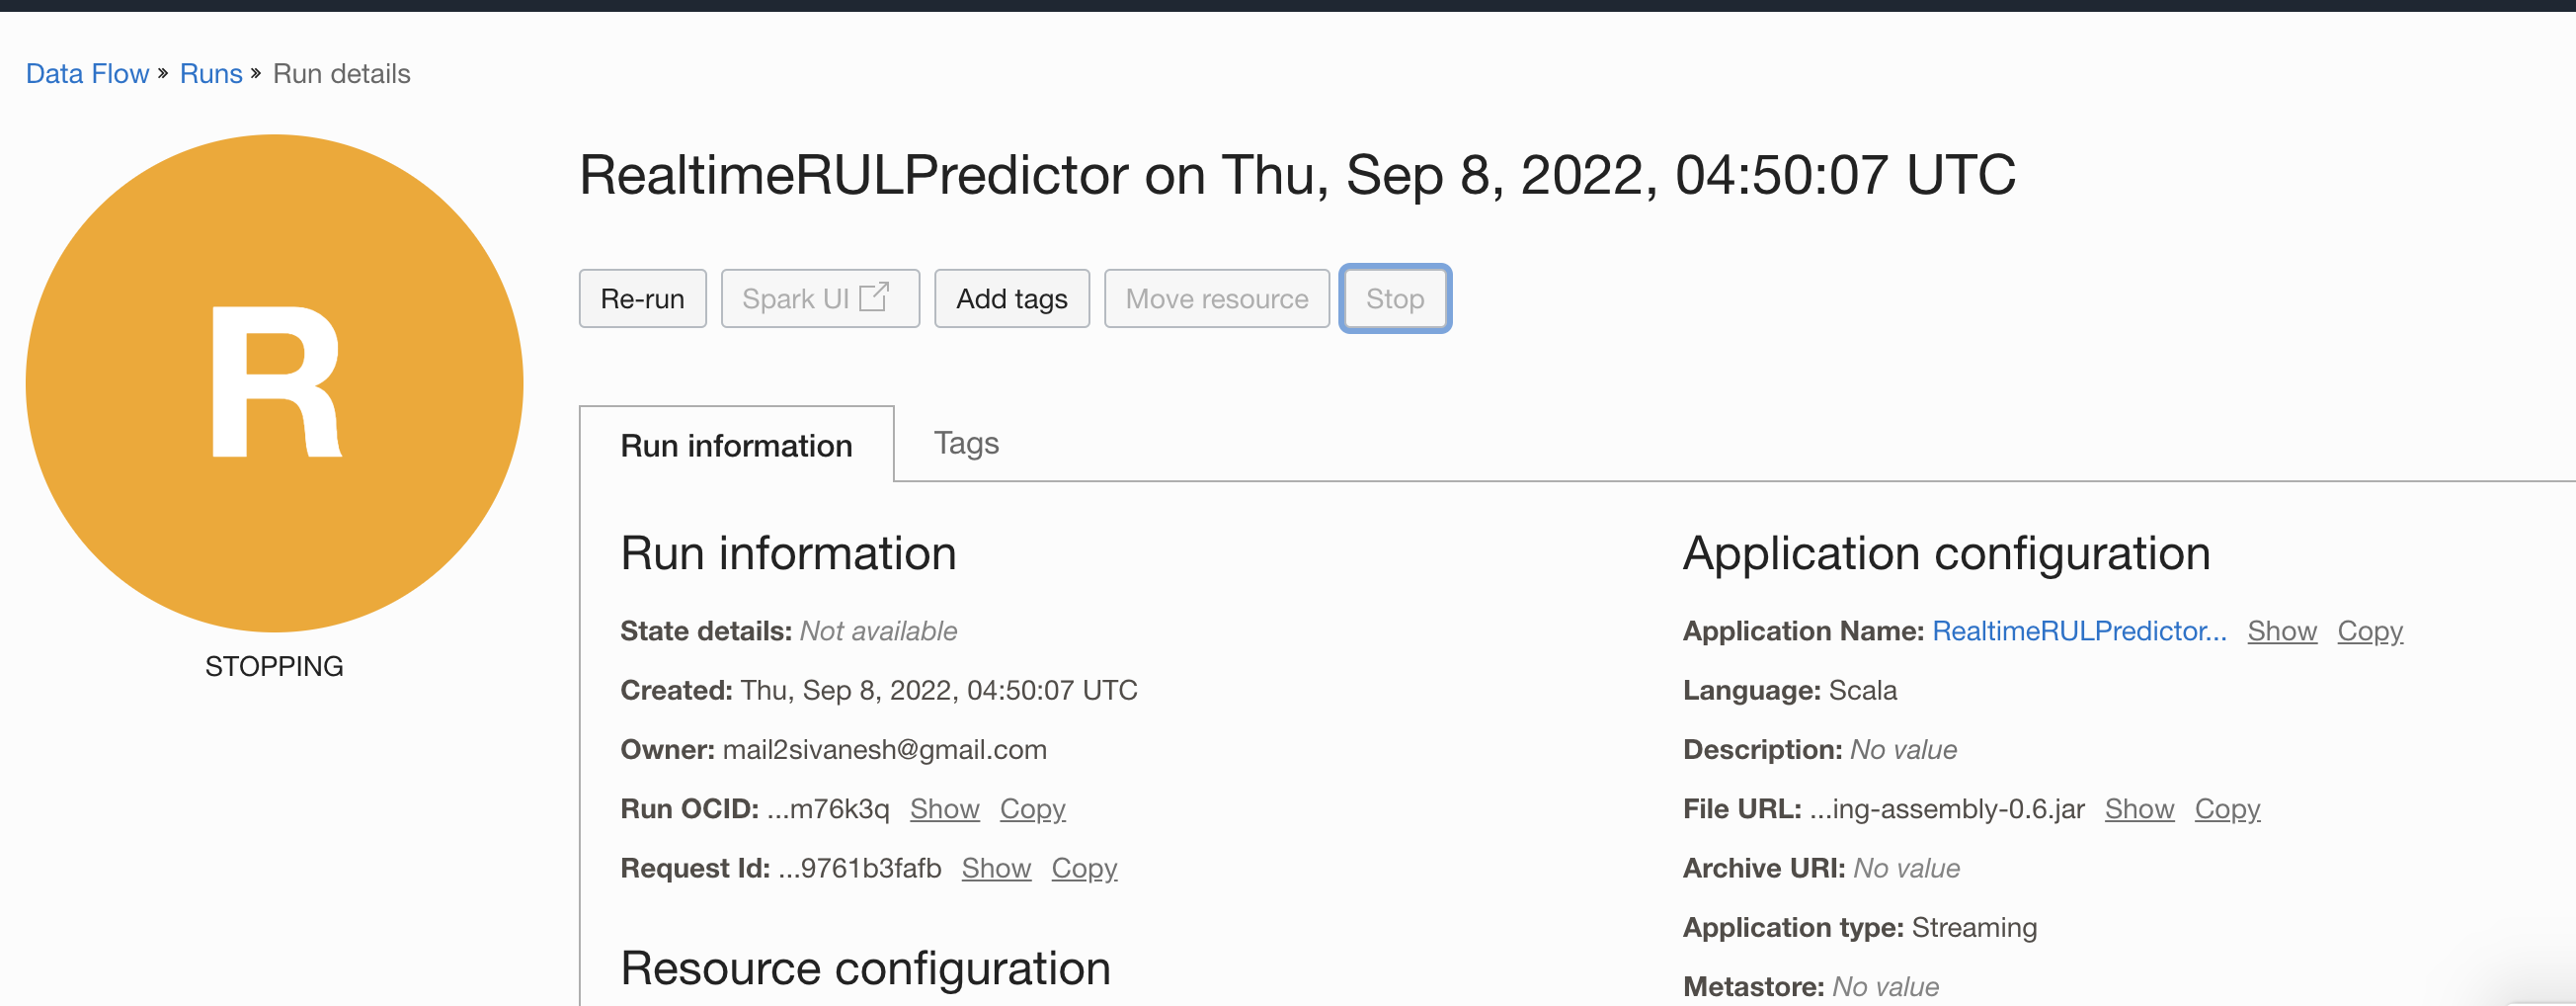 Data Flow » Runs » Run details
R
STOPPING
RealtimeRULPredictor on Thu, Sep 8, 2022, 04:50:07 UTC
Re-run Spark UI Add tags Move resource Stop
Run information Tags
Run information
State details: Not available
Created: Thu, Sep 8, 2022, 04:50:07 UTC
Owner: mail2sivanesh@gmail.com
Run OCID: ...m76k3q Show Copy
Request Id: ...9761b3fafb Show Copy
Resource configuration
Application configuration
Application Name: RealtimeRULPredictor... Show Copy
Language: Scala
Description: No value
File URL: ...ing-assembly-0.6.jar Show Copy
Archive URI: No value
Application type: Streaming
Metastore: No value